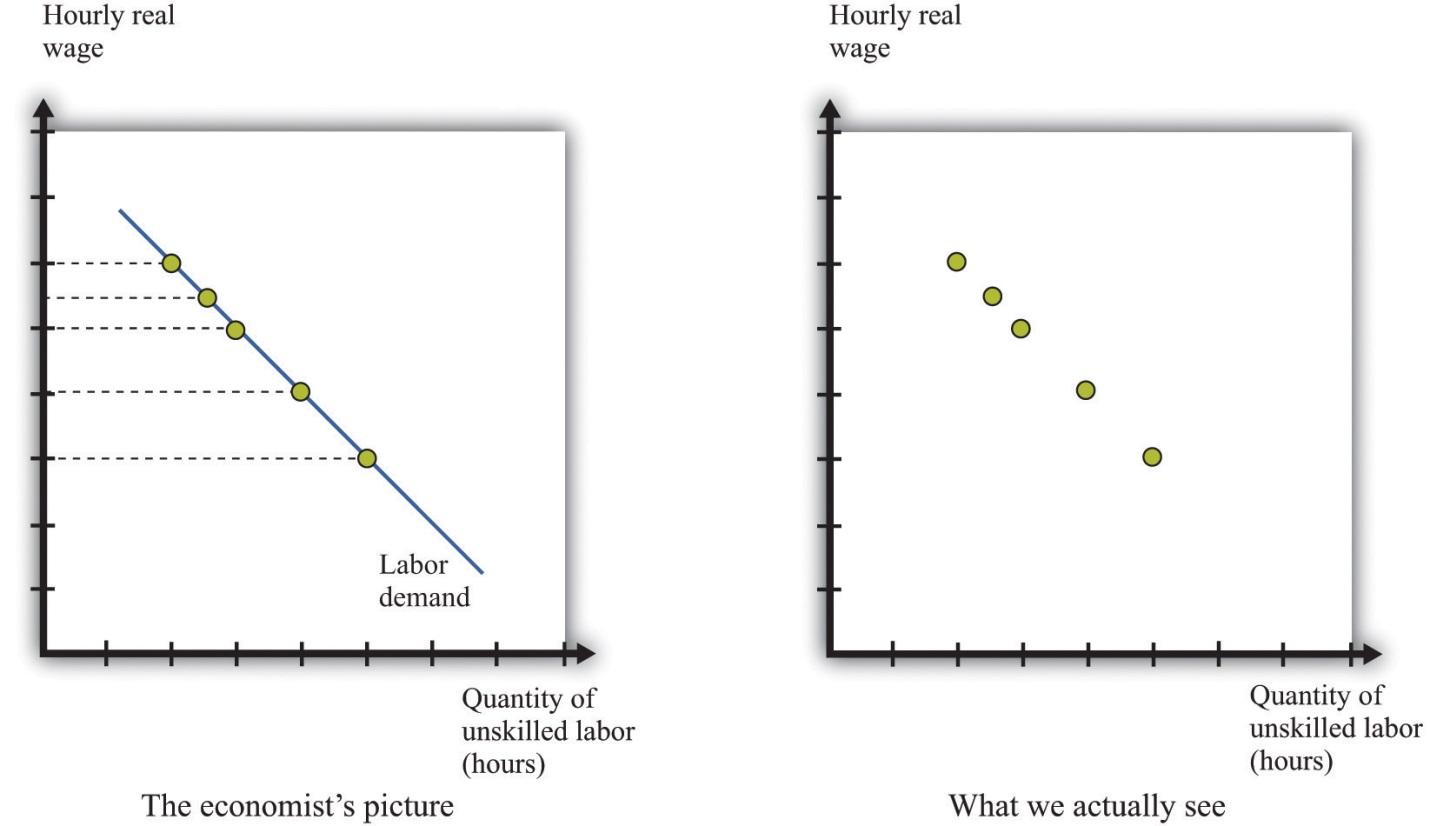 Hourly real
wage
Labor
demand
Quantity of
unskilled labor
(hours)
The economist’s picture
Hourly real
wage
Quantity of
unskilled labor
(hours)
What we actually see